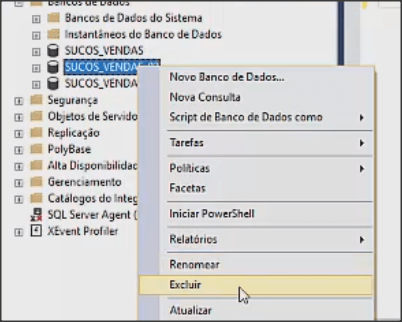 Bancos de Dados
Bancos de Dados do Sistema
Instantâneos do Banco de Dados
SUCOS_VENDAS
SUCOS_VENDAS
SUCOS_VENDA
Segurança
Objetos de Servido
Replicação
PolyBase
Alta Disponibilidad
Gerenciamento
Catálogos do Integ
SQL Server Agent (
XEvent Profiler
Novo Banco de Dados...
Nova Consulta
Script de Banco de Dados como
Tarefas
Políticas
Facetas
Iniciar PowerShell
Relatórios
Renomear
Excluir
Atualizar